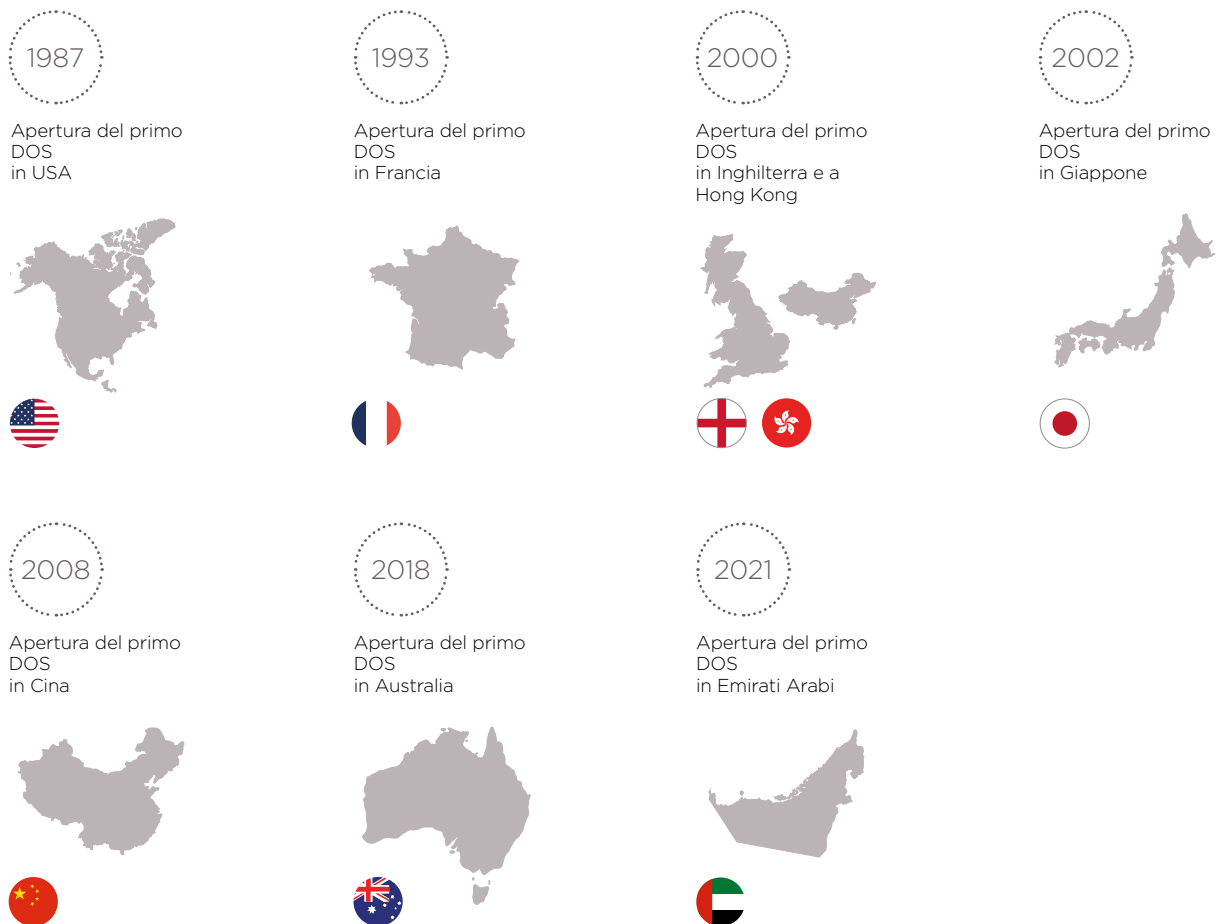 1987
Apertura del primo
DOS
in USA
1993
Apertura del primo
DOS
in Francia
2000
Apertura del primo
DOS
in Inghilterra e a
Hong Kong
2002
Apertura del primo
DOS
in Giappone
2008
Apertura del primo
DOS
in Cina
2018
Apertura del primo
DOS
in Australia
2021
Apertura del primo
DOS
in Emirati Arabi